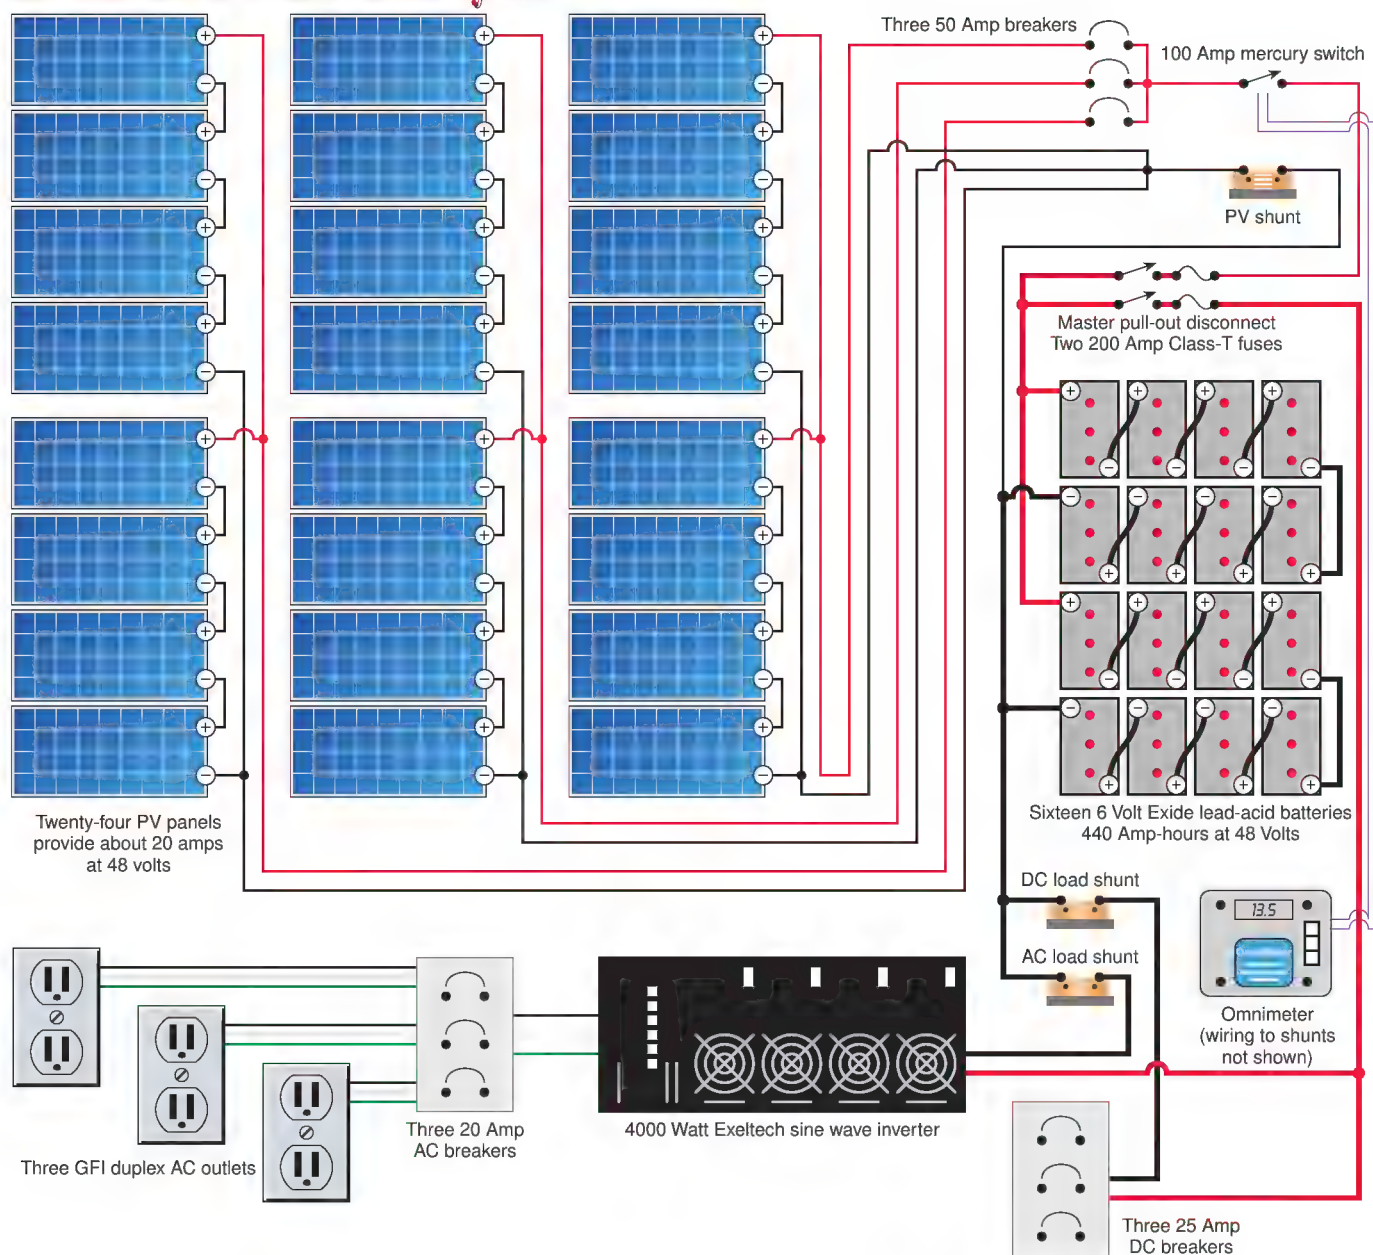 Three 50 Amp breakers
100 Amp mercury switch
PV shunt
Master pull-out disconnect
Two 200 Amp Class-T fuses
Sixteen 6 Volt Exide lead-acid batteries
440 Amp-hours at 48 Volts
Twenty-four PV panels
provide about 20 amps
at 48 volts
DC load shunt
13.5
AC load shunt
Omnimeter
(wiring to shunts
not shown)
Three 20 Amp
AC breakers
4000 Watt Exeltech sine wave inverter
Three GFI duplex AC outlets
Three 25 Amp
DC breakers